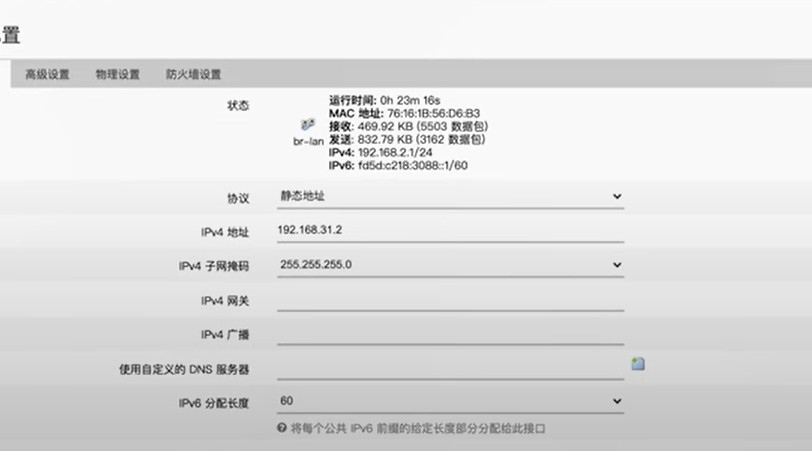 置
高级设置 物理设置 防火墙设置
状态
br-lan
运行时间: 0h 23m 16s
MAC 地址: 76:16:1B:56:D6:B3
接收: 469.92 KB (5503 数据包)
发送: 832.79 KB (3162 数据包)
IPv4: 192.168.2.1/24
IPv6: fd5d:c218:3088::1/60
协议 静态地址
IPv4 地址 192.168.31.2
IPv4 子网掩码 255.255.255.0
IPv4 网关
IPv4 广播
使用自定义的 DNS 服务器
IPv6 分配长度 60
将每个公共 IPv6 前缀的给定长度部分分配给此接口